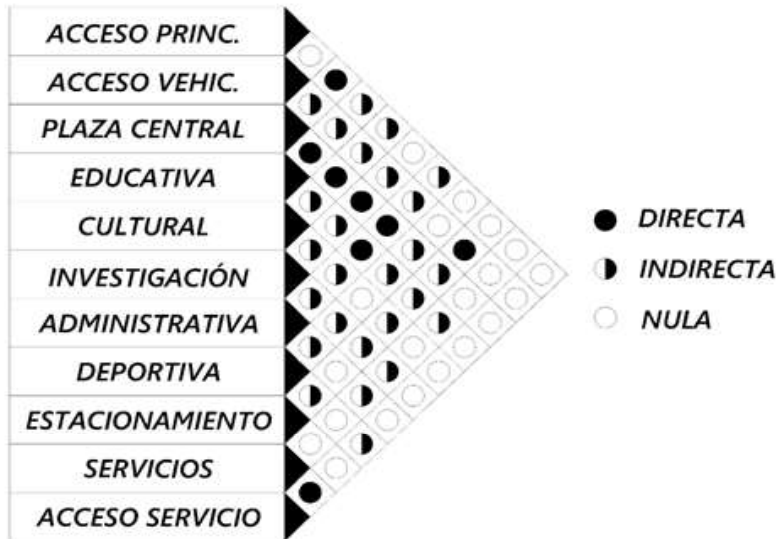 ACCESO PRINC.
ACCESO VEHIC.
PLAZA CENTRAL
EDUCATIVA
CULTURAL
INVESTIGACIÓN
ADMINISTRATIVA
DEPORTIVA
ESTACIONAMIENTO
SERVICIOS
ACCESO SERVICIO
DIRECTA
INDIRECTA
NULA